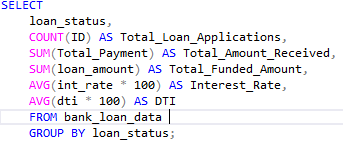 SELECT
loan_status,
COUNT(ID) AS Total_Loan_Applications,
SUM(Total_Payment) AS Total_Amount_Received,
SUM(loan_amount) AS Total_Funded_Amount,
AVG(int_rate * 100) AS Interest_Rate,
AVG(dti * 100) AS DTI
FROM bank_loan_data
GROUP BY loan_status;